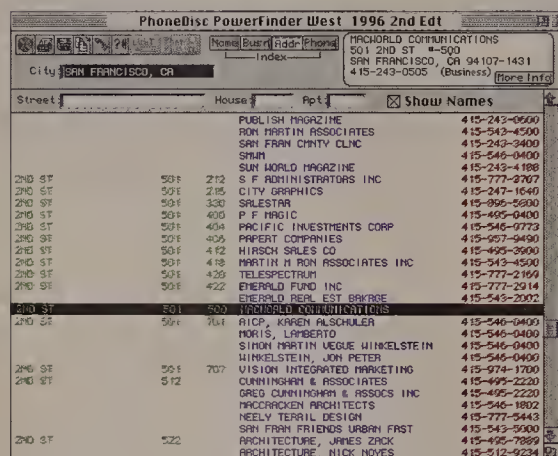 PhoneDisc PowerFinder West 1996 2nd Edt
Name Busn Addr Phone
Index
MACWORLD COMMUNICATIONS
501 2ND ST #-500
SAN FRANCISCO, CA 94107-1431
415-243-0505 (Business) More Info
City: SAN FRANCISCO, CA
Street: House: Apt: Show Names
PUBLISH MAGAZINE 415-243-0600
RON MARTIN ASSOCIATES 415-543-4500
SAN FRAN CMNTY CLNC 415-243-3400
SMWM 415-546-0400
SUN WORLD MAGAZINE 415-243-4188
2ND ST 501 212 S F ADMINISTRATORS INC 415-777-3707
2ND ST 501 215 CITY GRAPHICS 415-247-1640
2ND ST 501 330 SALESTAR 415-896-5600
2ND ST 501 400 P F MAGIC 415-495-0400
2ND ST 501 404 PACIFIC INVESTMENTS CORP 415-546-9773
2ND ST 501 406 PAPERT COMPANIES 415-957-9490
2ND ST 501 412 HIRSCH SALES CO 415-495-3900
2ND ST 501 418 MARTIN M RON ASSOCIATES INC 415-543-4500
2ND ST 501 420 TELESPECTRUM 415-777-2169
2ND ST 501 422 EMERALD FUND INC 415-777-2914
EMERALD REAL EST BAKRGE 415-543-2002
2ND ST 501 500 MACWORLD COMMUNICATIONS
2ND ST 501 701 AICP, KAREN ALSCHULER 415-546-0400
MORIS, LAMBERTO 415-546-0400
SIMON MARTIN VEGUE WINKELSTEIN 415-546-0400
WINKELSTEIN, JON PETER 415-546-0400
2ND ST 501 707 VISION INTEGRATED MARKETING 415-974-1700
2ND ST 512 CUNNINGHAM & ASSOCIATES 415-495-2220
GREG CUNNINGHAM & ASSOCS INC 415-495-2220
MACCRACKEN ARCHITECTS 415-546-1802
NEELY TERRIL DESIGN 415-777-5443
SAN FRAN FRIENDS URBAN FRST 415-543-5000
2ND ST 522 ARCHITECTURE, JAMES ZACK 415-495-7889
ARCHITECTURE, NICK NOYES 415-512-9234